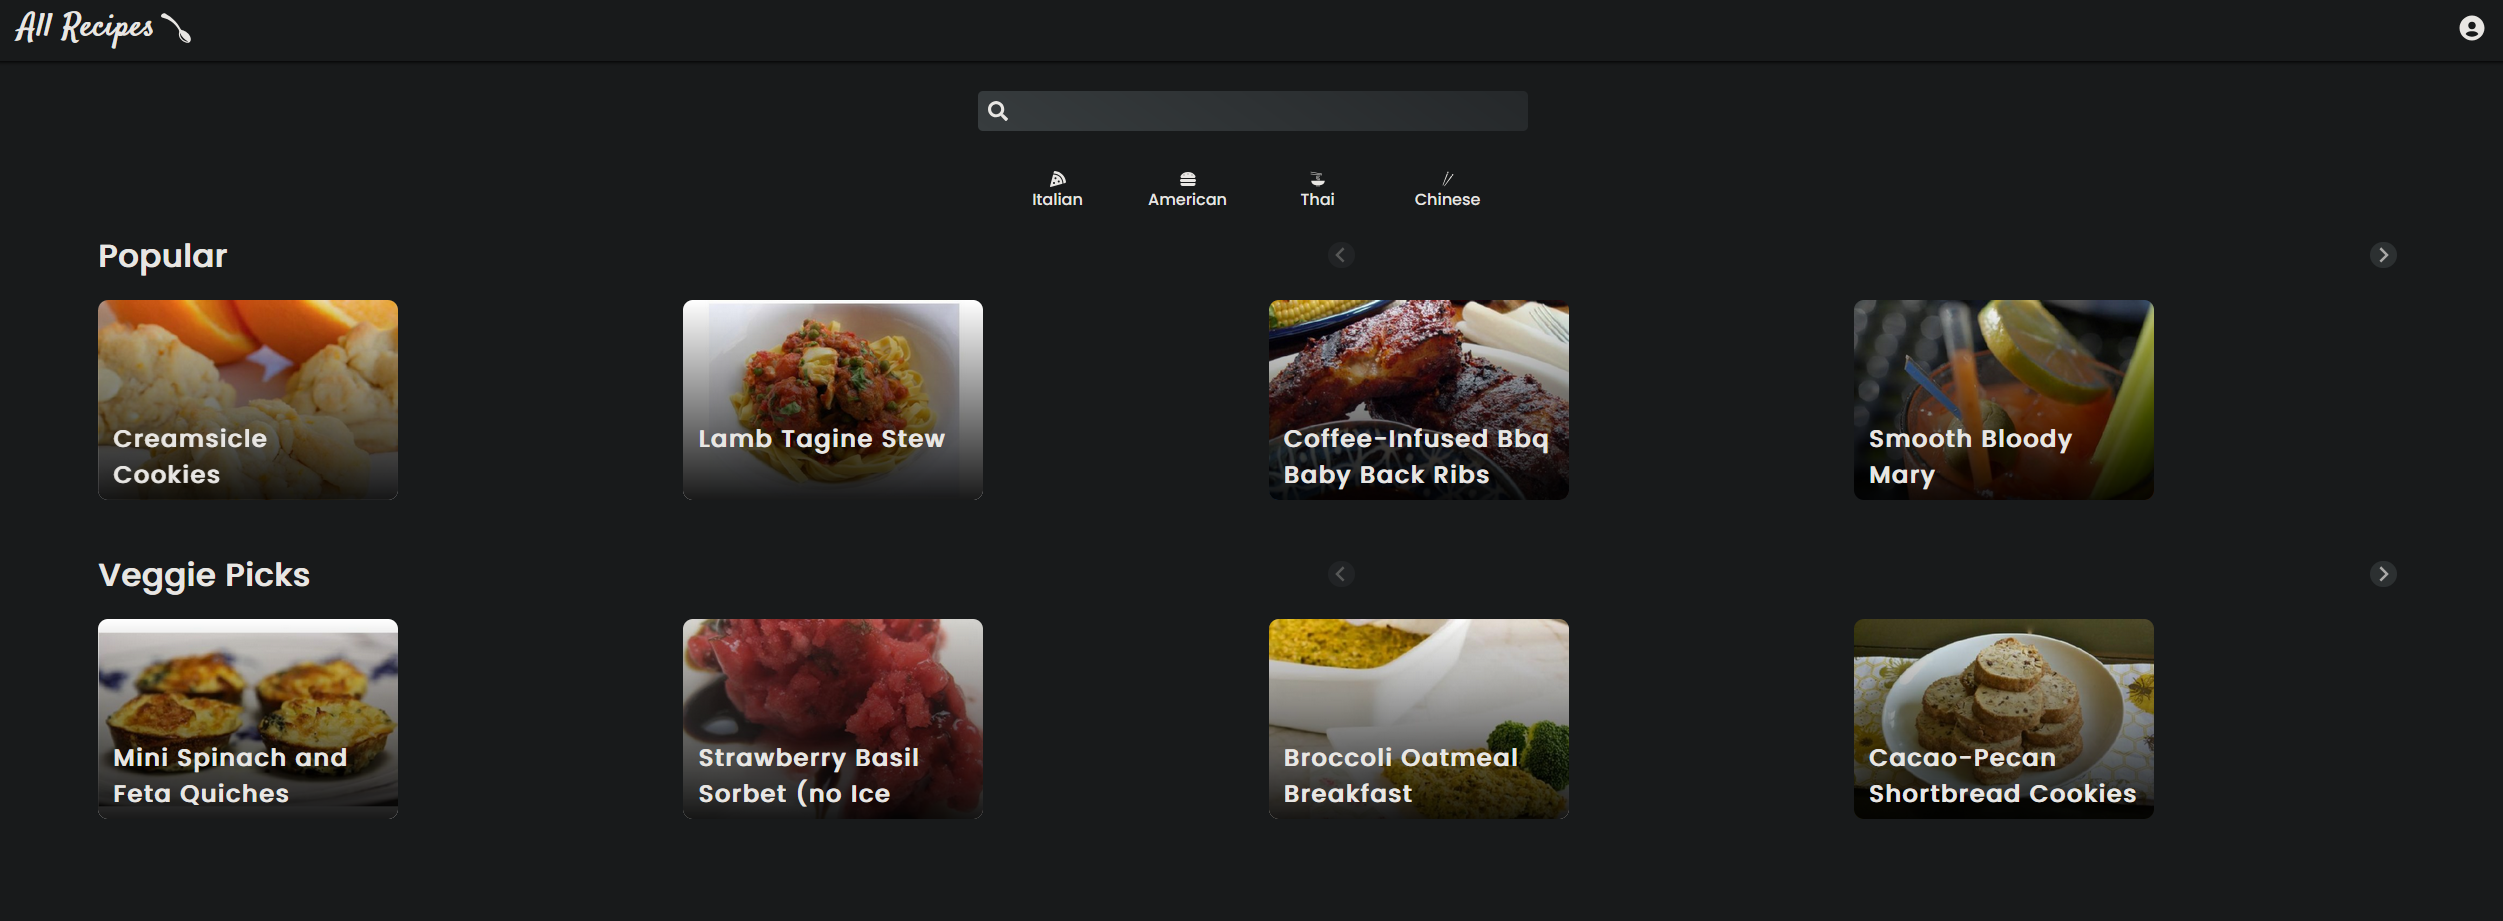 All Recipes
Italian
American
Thai
Chinese
Popular
Creamsicle
Cookies
Lamb Tagine Stew
Coffee-Infused Bbq
Baby Back Ribs
Smooth Bloody
Mary
Veggie Picks
Mini Spinach and
Feta Quiches
Strawberry Basil
Sorbet (no Ice
Broccoli Oatmeal
Breakfast
Cacao-Pecan
Shortbread Cookies